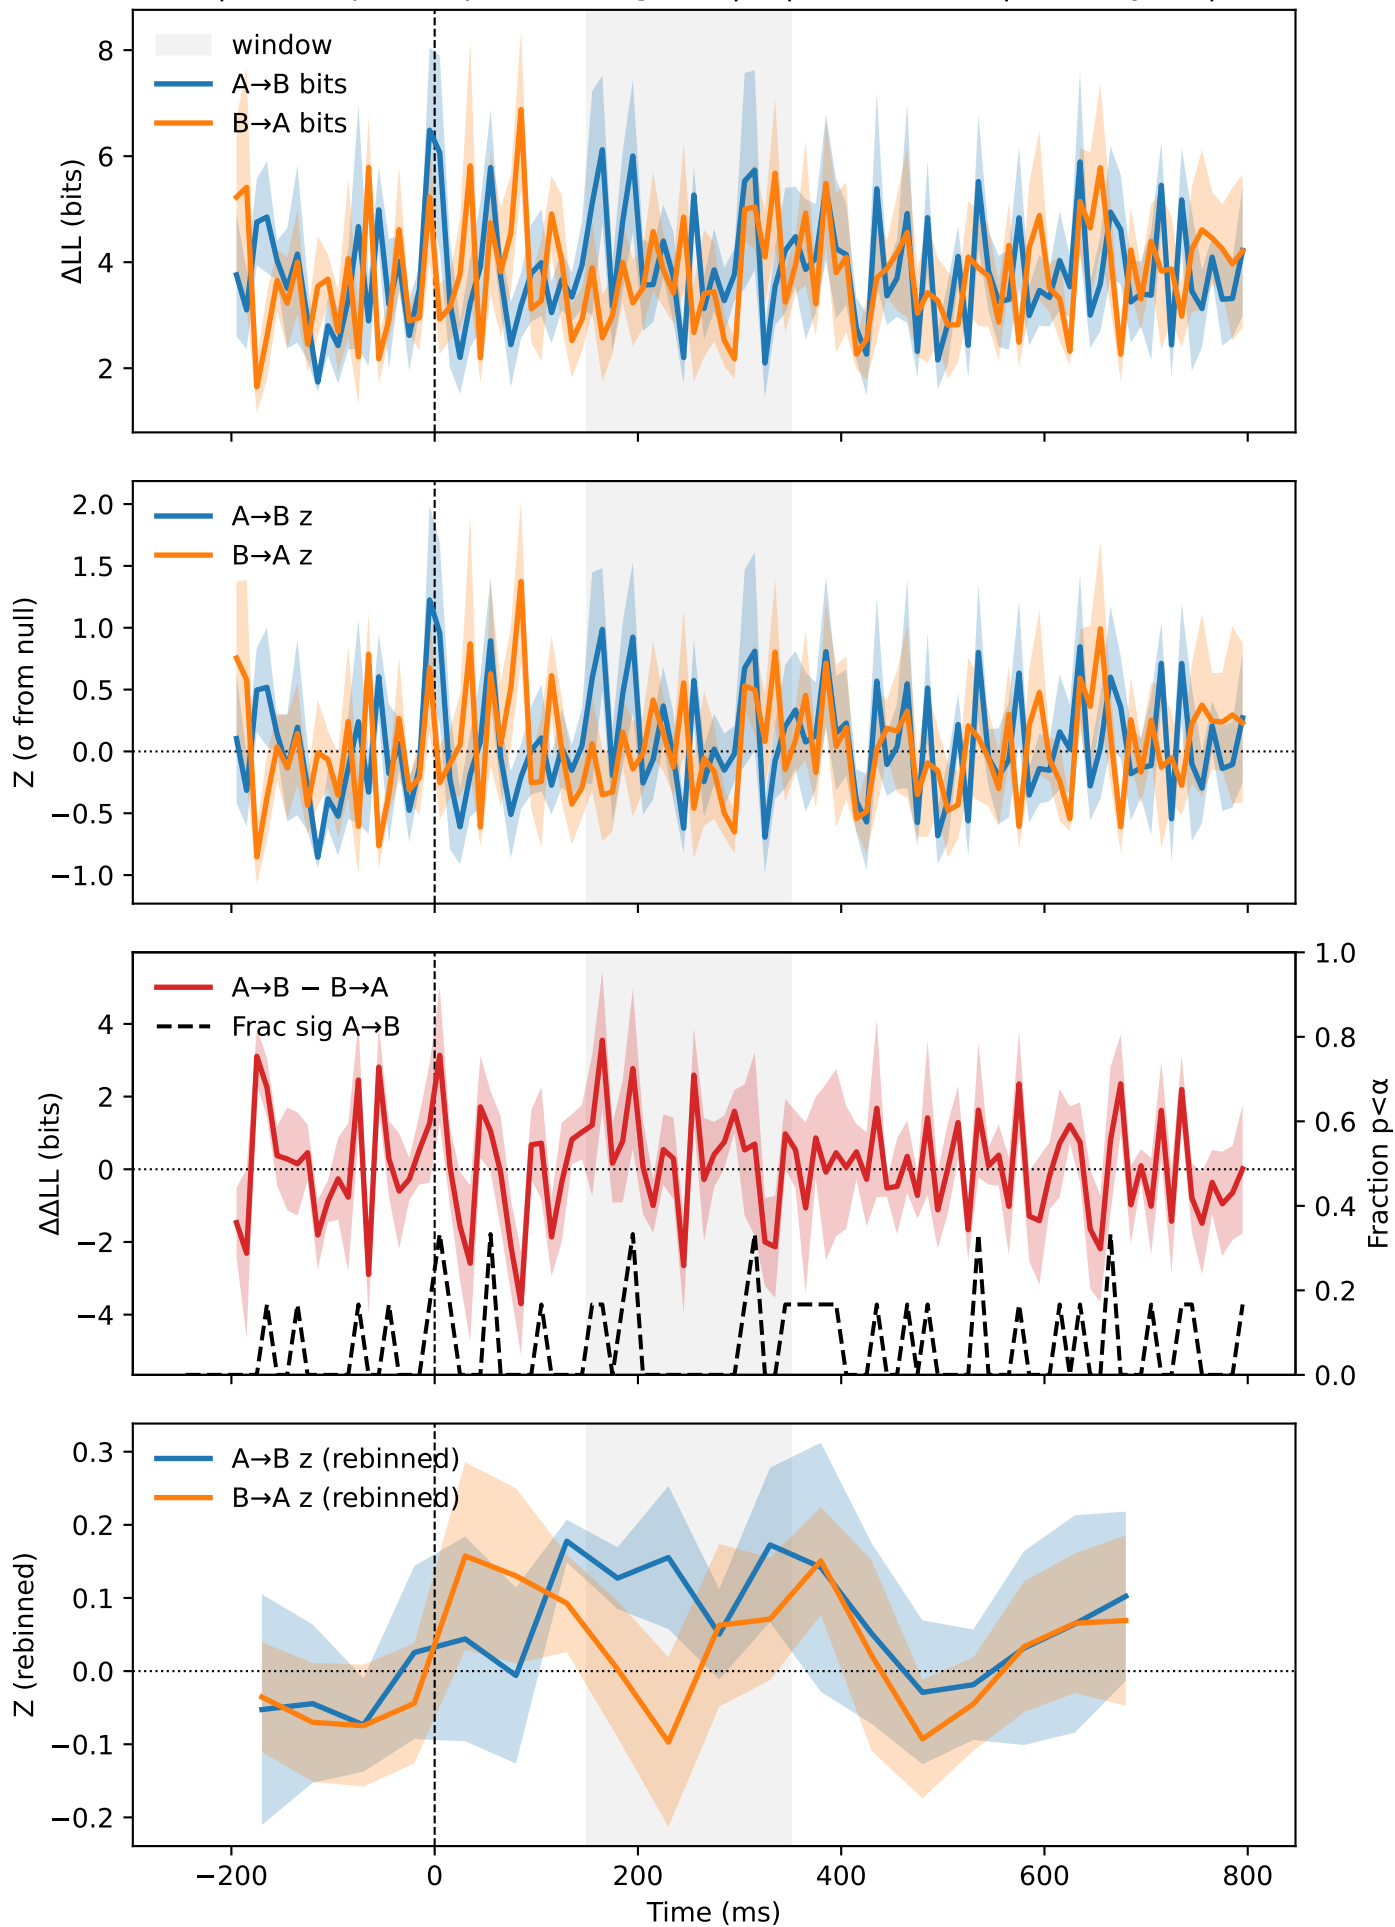 8
6
4
2
ΔLL (bits)
window
A→B bits
B→A bits
2.0
1.5
1.0
0.5
0.0
−0.5
−1.0
Z (σ from null)
A→B z
B→A z
4
2
0
−2
−4
ΔΔLL (bits)
A→B − B→A
Frac sig A→B
1.0
0.8
0.6
0.4
0.2
0.0
Fraction p<α
0.3
0.2
0.1
0.0
−0.1
−0.2
Z (rebinned)
A→B z (rebinned)
B→A z (rebinned)
−200 0 200 400 600 800
Time (ms)